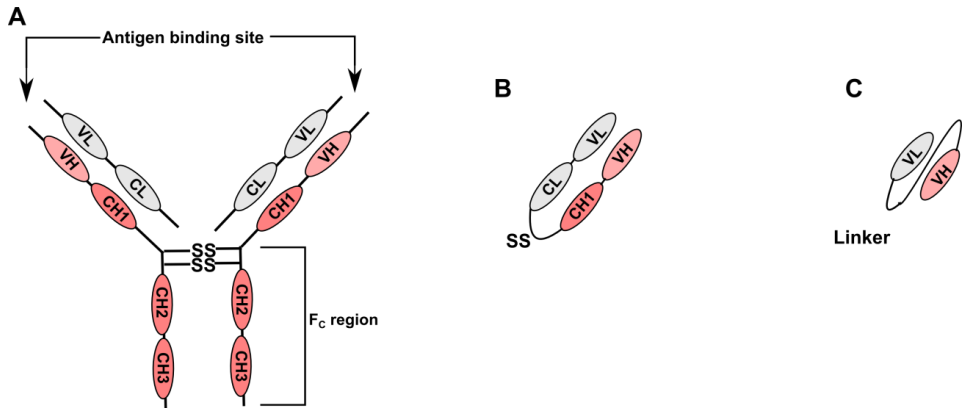 A
Antigen binding site
VL
VH
CL
CH1
VL
VH
CL
CH1
SS
SS
CH2
CH2
CH3
CH3
FC region
B
VL
VH
CL
CH1
SS
C
VL
VH
Linker